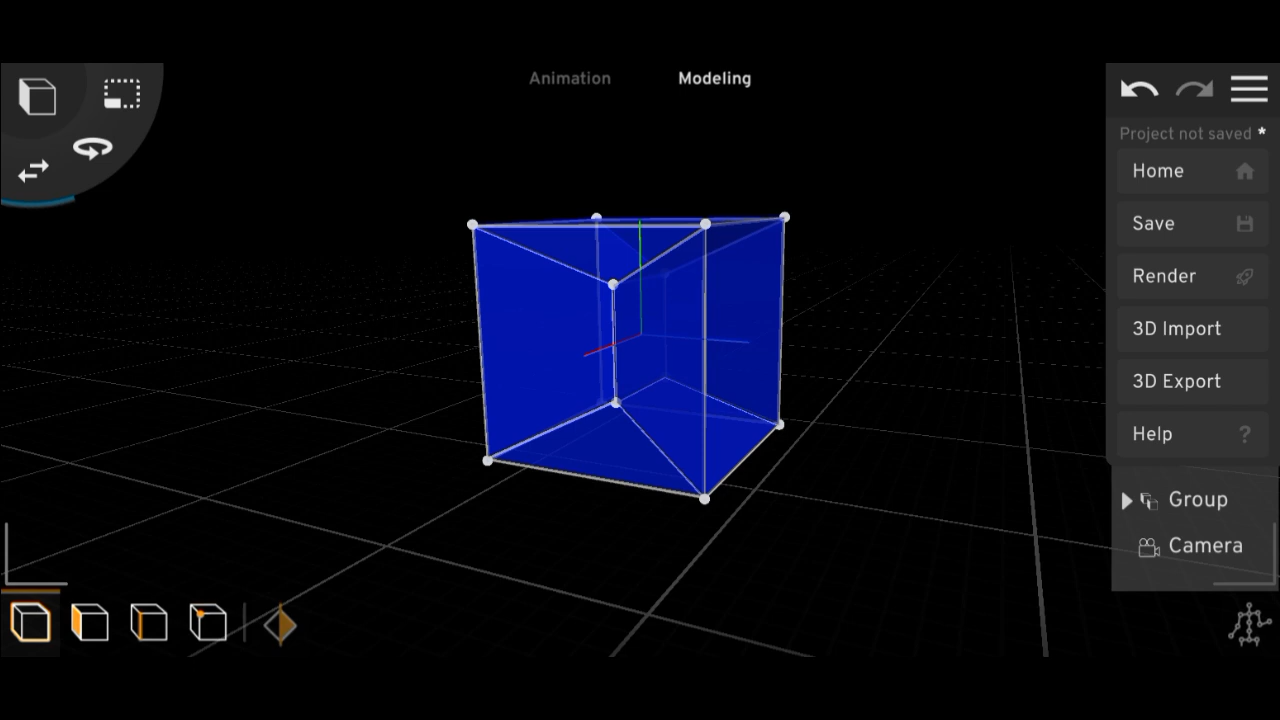 Animation
Modeling
Project not saved *
Home
Save
Render
3D Import
3D Export
Help ?
Group
Camera